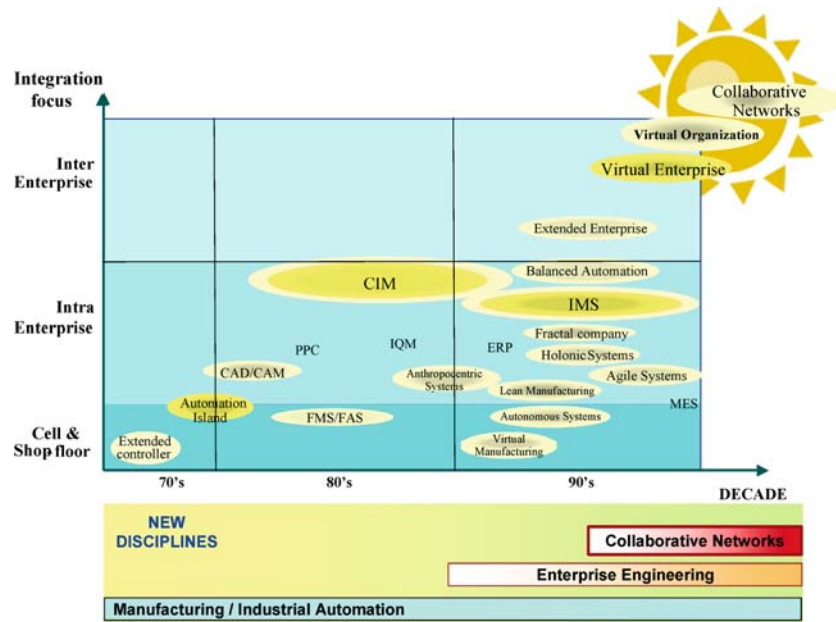 Integration
focus
Collaborative
Networks
Virtual Organization
Inter
Enterprise
Virtual Enterprise
Extended Enterprise
Balanced Automation
CIM
IMS
Intra
Enterprise
Fractal company
PPC
IQM
ERP
Holonic Systems
CAD/CAM
Anthropocentric
Systems
Agile Systems
Lean Manufacturing
Automation
Island
MES
FMS/FAS
Autonomous Systems
Cell &
Shop-floor
Extended
controller
Virtual
Manufacturing
70's
80's
90's
DECADE
NEW
DISCIPLINES
Collaborative Networks
Enterprise Engineering
Manufacturing / Industrial Automation